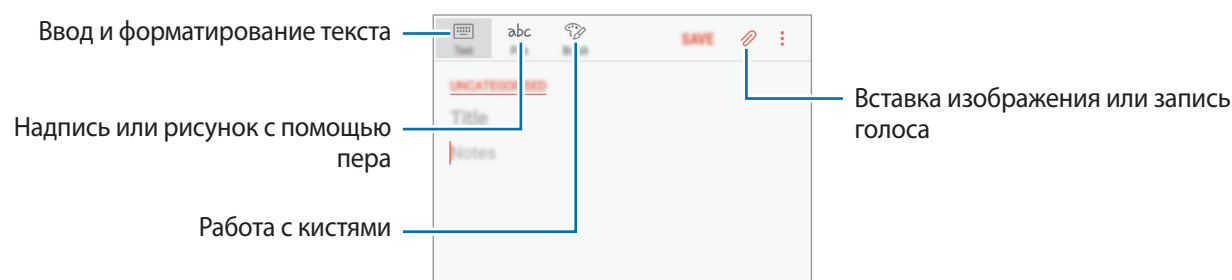 Ввод и форматирование текста
abc
Text
SAVE
UNCATEGORISED
Вставка изображения или запись
голоса
Надпись или рисунок с помощью
пера
Title
Notes
Работа с кистями